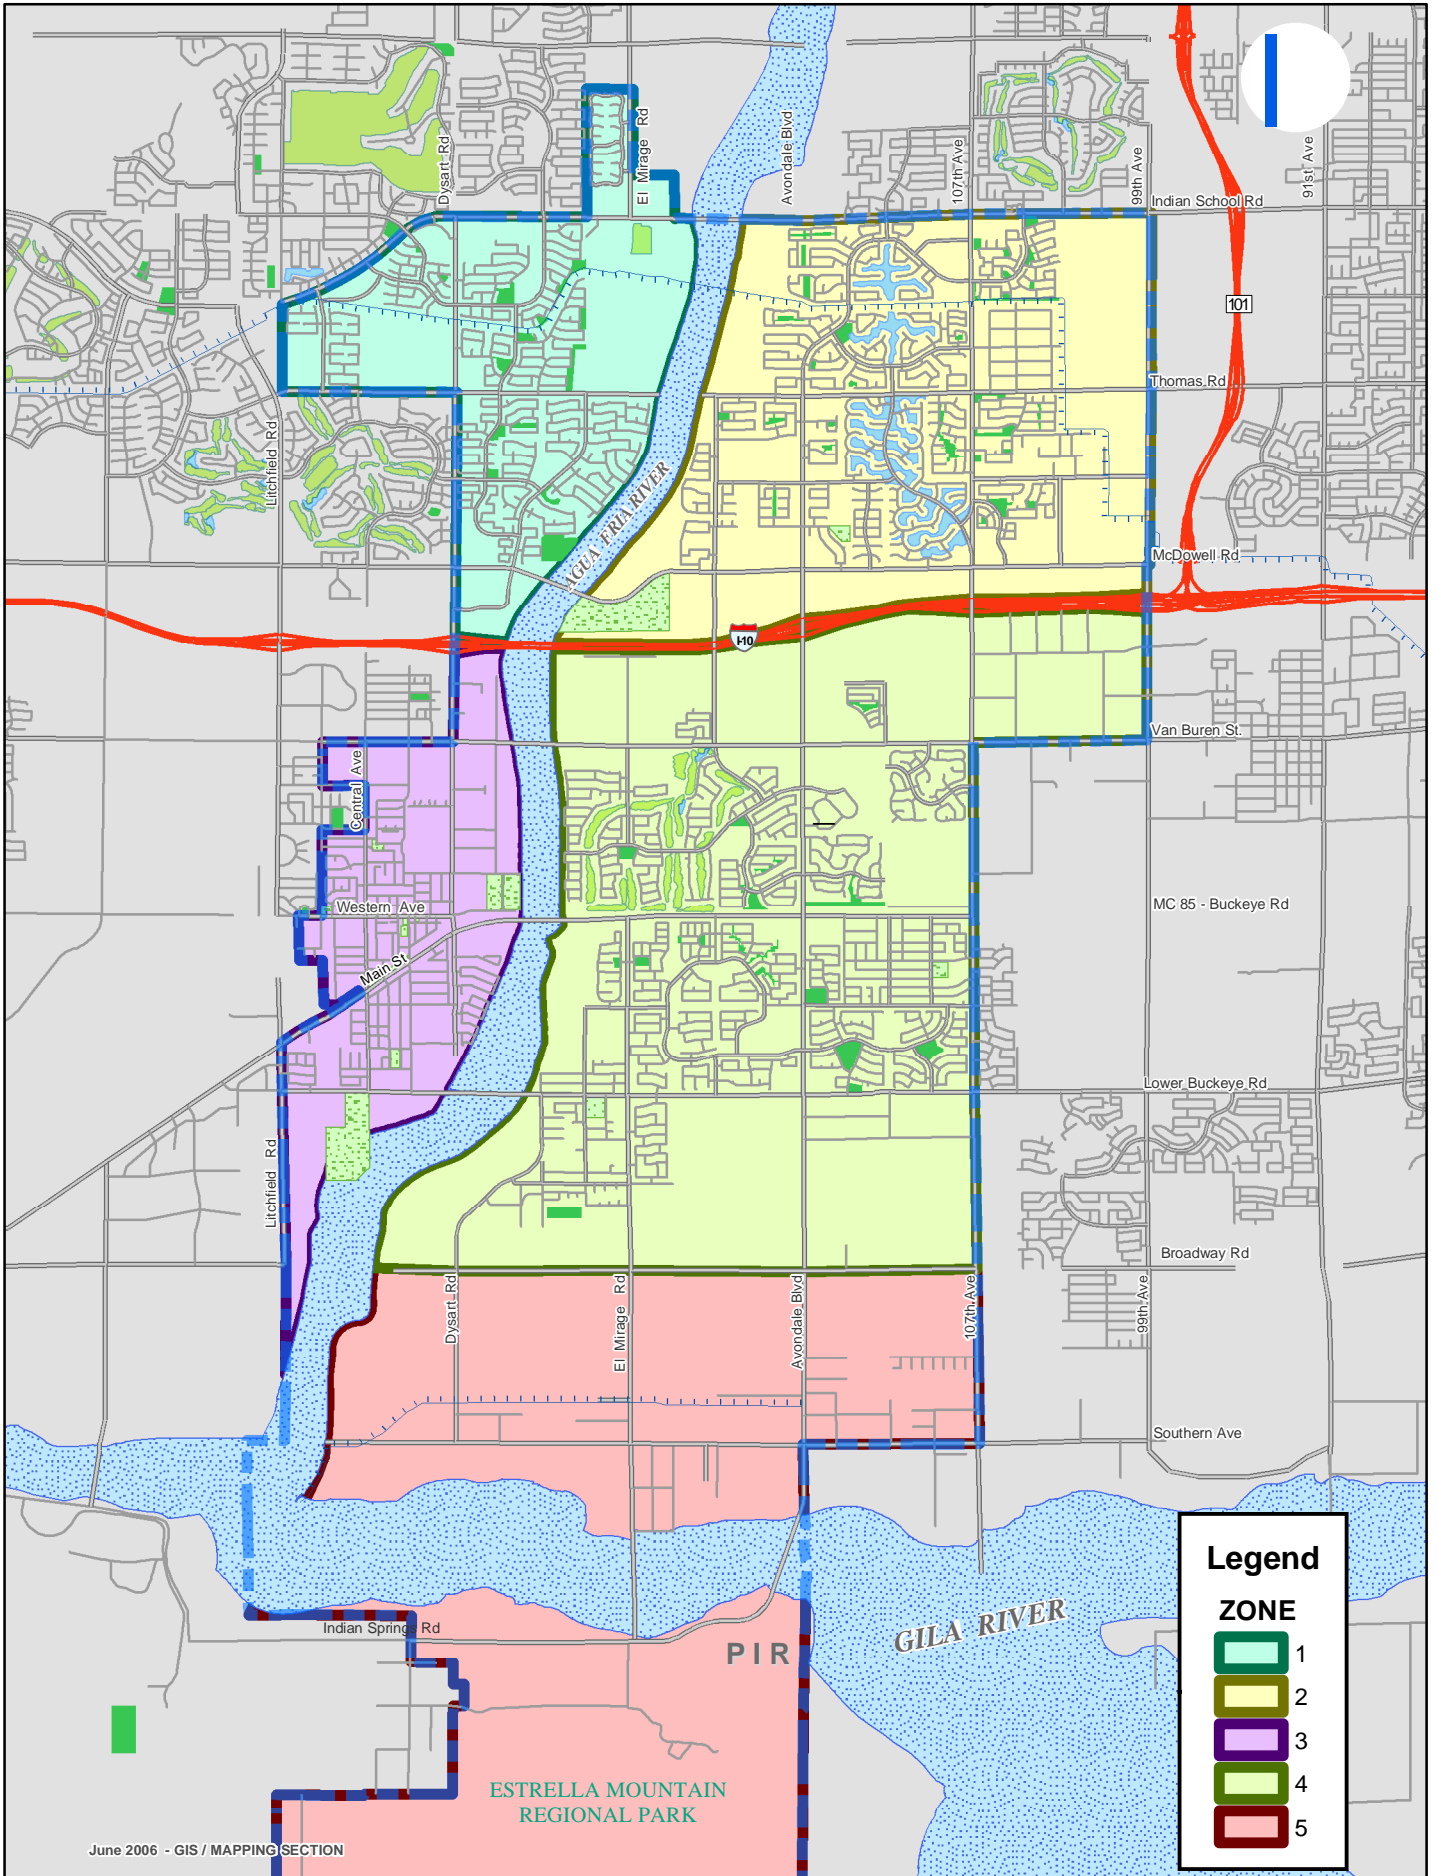 Dysart Rd
El Mirage Rd
Avondale Blvd
107th Ave
99th Ave
91st Ave
Indian School Rd
101
Thomas Rd
Litchfield Rd
AGUA FRIA RIVER
McDowell Rd
I-10
Van Buren St.
Central Ave
Western Ave
MC 85 - Buckeye Rd
Main St
Lower Buckeye Rd
Litchfield Rd
Broadway Rd
Dysart Rd
El Mirage Rd
Avondale Blvd
107th Ave
99th Ave
Southern Ave
Indian Springs Rd
PIR
GILA RIVER
ESTRELLA MOUNTAIN
REGIONAL PARK
June 2006 - GIS / MAPPING SECTION
Legend
ZONE
1
2
3
4
5